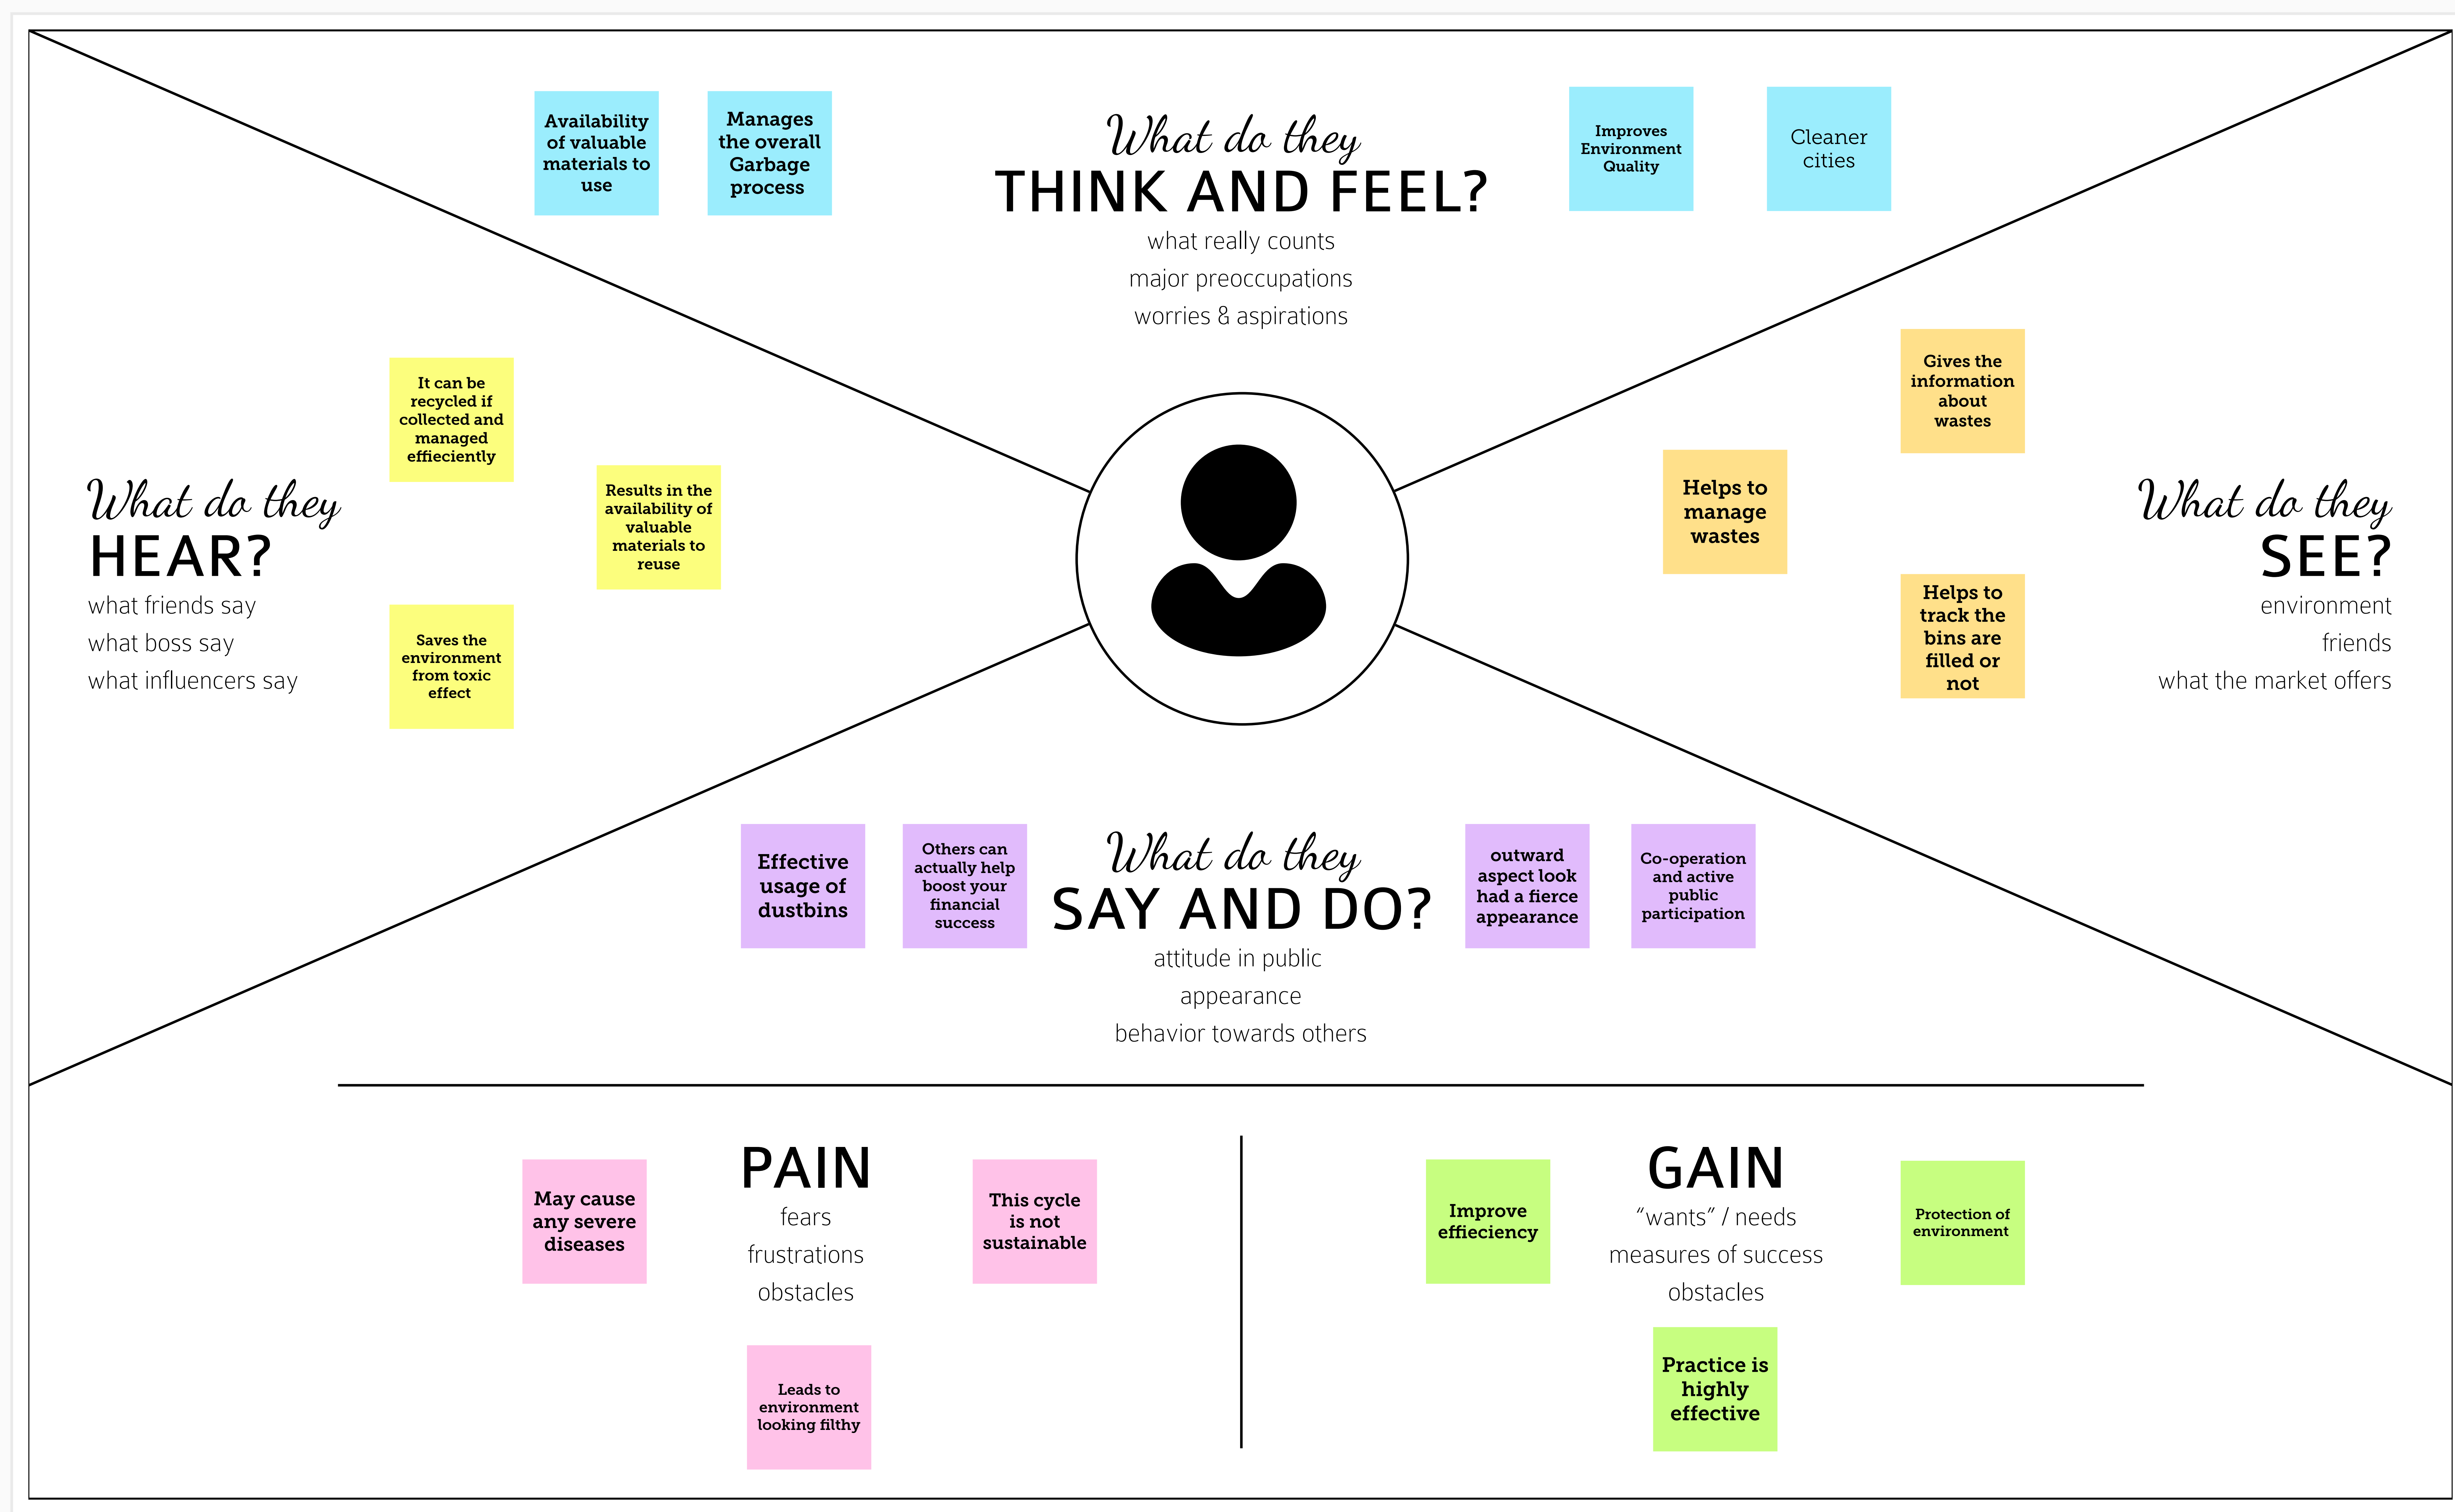 Availability
of valuable
materials to
use
Manages
the overall
Garbage
process
What do they
THINK AND FEEL?
what really counts
major preoccupations
worries & aspirations
Improves
Environment
Quality
Cleaner
cities
What do they
HEAR?
what friends say
what boss say
what influencers say
It can be
recycled if
collected and
managed
effieciently
Results in the
availability of
valuable
materials to
reuse
Saves the
environment
from toxic
effect
Gives the
information
about
wastes
Helps to
manage
wastes
Helps to
track the
bins are
filled or
not
What do they
SEE?
environment
friends
what the market offers
Effective
usage of
dustbins
Others can
actually help
boost your
financial
success
What do they
SAY AND DO?
attitude in public
appearance
behavior towards others
outward
aspect look
had a fierce
appearance
Co-operation
and active
public
participation
May cause
any severe
diseases
PAIN
fears
frustrations
obstacles
This cycle
is not
sustainable
Leads to
environment
looking filthy
Improve
effieciency
GAIN
“wants” / needs
measures of success
obstacles
Protection of
environment
Practice is
highly
effective